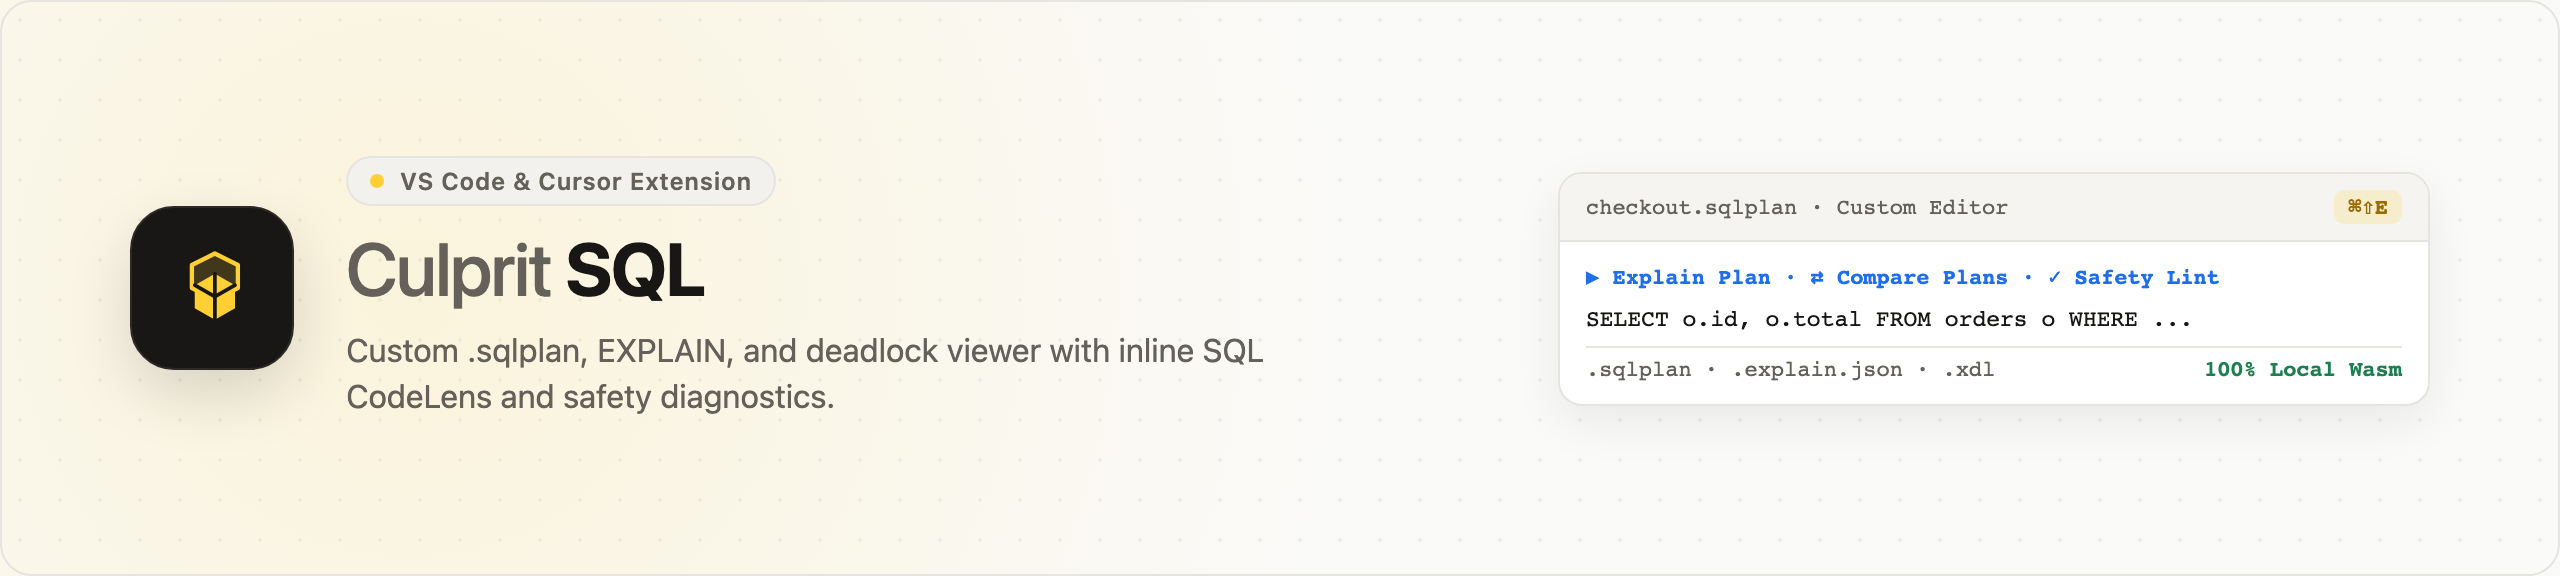 VS Code & Cursor Extension
Culprit SQL
Custom .sqlplan, EXPLAIN, and deadlock viewer with inline SQL
CodeLens and safety diagnostics.
checkout.sqlplan · Custom Editor
⌘⇧E
▶ Explain Plan · ⇄ Compare Plans · ✓ Safety Lint
SELECT o.id, o.total FROM orders o WHERE ...
.sqlplan · .explain.json · .xdl
100% Local Wasm